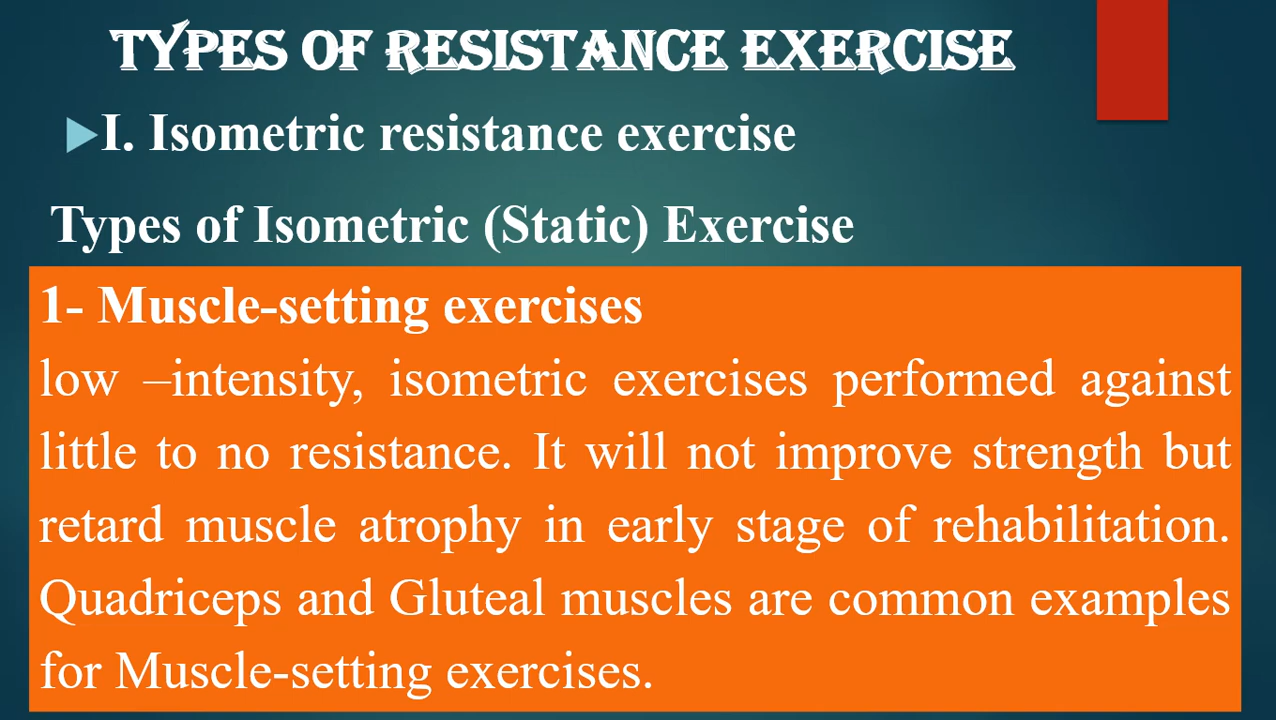 TYPES OF RESISTANCE EXERCISE
I. Isometric resistance exercise
Types of Isometric (Static) Exercise
1- Muscle-setting exercises
low –intensity, isometric exercises performed against
little to no resistance. It will not improve strength but
retard muscle atrophy in early stage of rehabilitation.
Quadriceps and Gluteal muscles are common examples
for Muscle-setting exercises.